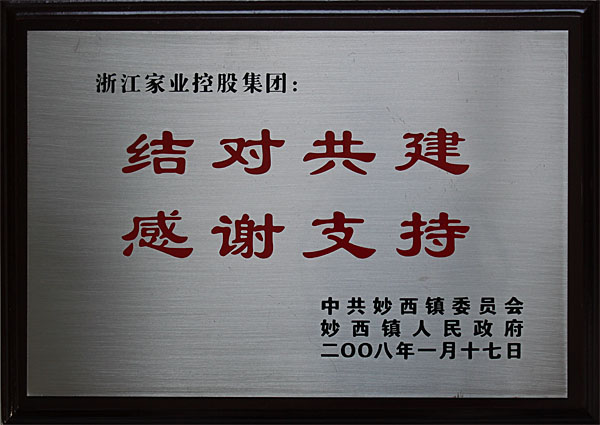 浙江家业控股集团：
结对共建
感谢支持
中共妙西镇委员会
妙西镇人民政府
二〇〇八年一月十七日